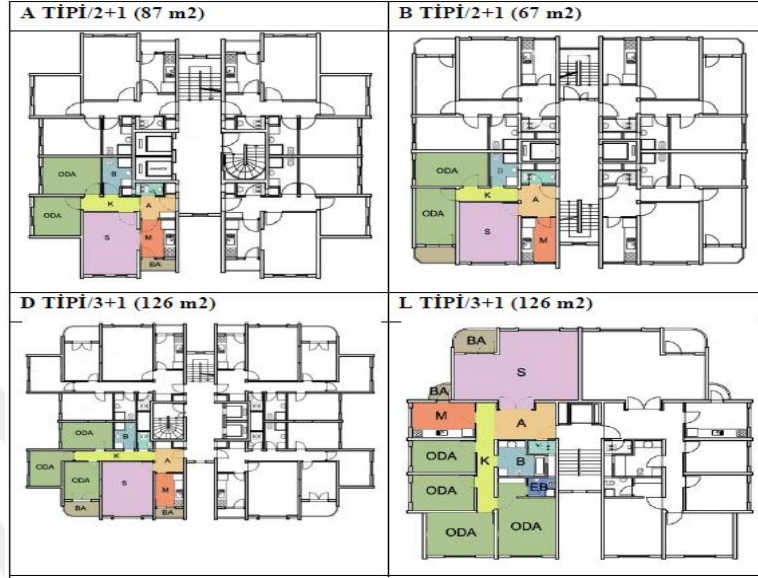 A TİPİ/2+1 (87 m2)
ODA
B
K
A
ODA
S
M
BA
B TİPİ/2+1 (67 m2)
ODA
B
K
A
ODA
S
M
D TİPİ/3+1 (126 m2)
ODA
B
K
A
ODA
ODA
S
M
BA
BA
L TİPİ/3+1 (126 m2)
BA
S
BA
M
A
K
ODA
B
ODA
EB
ODA
ODA